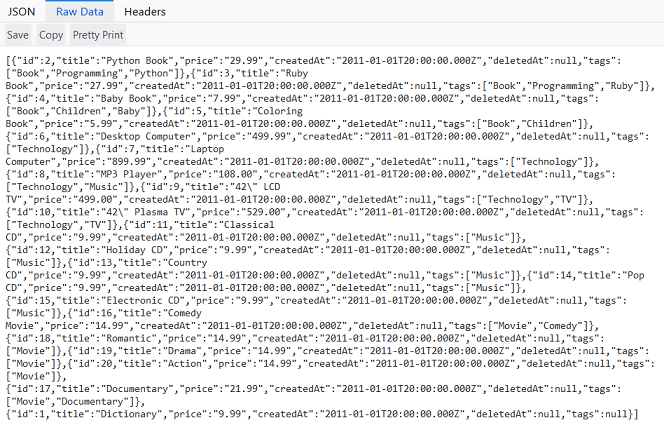 JSON Raw Data Headers
Save Copy Pretty Print
[{"id":2,"title":"Python Book","price":"29.99","createdAt":"2011-01-01T20:00:00.000Z","deletedAt":null,"tags":
["Book","Programming","Python"]},{"id":3,"title":"Ruby
Book","price":"27.99","createdAt":"2011-01-01T20:00:00.000Z","deletedAt":null,"tags":["Book","Programming","Ruby"]},
{"id":4,"title":"Baby Book","price":"7.99","createdAt":"2011-01-01T20:00:00.000Z","deletedAt":null,"tags":
["Book","Children","Baby"]},{"id":5,"title":"Coloring
Book","price":"5.99","createdAt":"2011-01-01T20:00:00.000Z","deletedAt":null,"tags":["Book","Children"]},
{"id":6,"title":"Desktop Computer","price":"499.99","createdAt":"2011-01-01T20:00:00.000Z","deletedAt":null,"tags":
["Technology"]},{"id":7,"title":"Laptop
Computer","price":"899.99","createdAt":"2011-01-01T20:00:00.000Z","deletedAt":null,"tags":["Technology"]},
{"id":8,"title":"MP3 Player","price":"108.00","createdAt":"2011-01-01T20:00:00.000Z","deletedAt":null,"tags":
["Technology","Music"]},{"id":9,"title":"42\" LCD
TV","price":"499.00","createdAt":"2011-01-01T20:00:00.000Z","deletedAt":null,"tags":["Technology","TV"]},
{"id":10,"title":"42\" Plasma TV","price":"529.00","createdAt":"2011-01-01T20:00:00.000Z","deletedAt":null,"tags":
["Technology","TV"]},{"id":11,"title":"Classical
CD","price":"9.99","createdAt":"2011-01-01T20:00:00.000Z","deletedAt":null,"tags":["Music"]},
{"id":12,"title":"Holiday CD","price":"9.99","createdAt":"2011-01-01T20:00:00.000Z","deletedAt":null,"tags":
["Music"]},{"id":13,"title":"Country
CD","price":"9.99","createdAt":"2011-01-01T20:00:00.000Z","deletedAt":null,"tags":["Music"]},{"id":14,"title":"Pop
CD","price":"9.99","createdAt":"2011-01-01T20:00:00.000Z","deletedAt":null,"tags":["Music"]},
{"id":15,"title":"Electronic CD","price":"9.99","createdAt":"2011-01-01T20:00:00.000Z","deletedAt":null,"tags":
["Music"]},{"id":16,"title":"Comedy
Movie","price":"14.99","createdAt":"2011-01-01T20:00:00.000Z","deletedAt":null,"tags":["Movie","Comedy"]},
{"id":18,"title":"Romantic","price":"14.99","createdAt":"2011-01-01T20:00:00.000Z","deletedAt":null,"tags":
["Movie"]},{"id":19,"title":"Drama","price":"14.99","createdAt":"2011-01-01T20:00:00.000Z","deletedAt":null,"tags":
["Movie"]},{"id":20,"title":"Action","price":"14.99","createdAt":"2011-01-01T20:00:00.000Z","deletedAt":null,"tags":
["Movie"]},
{"id":17,"title":"Documentary","price":"21.99","createdAt":"2011-01-01T20:00:00.000Z","deletedAt":null,"tags":
["Movie","Documentary"]},
{"id":1,"title":"Dictionary","price":"9.99","createdAt":"2011-01-01T20:00:00.000Z","deletedAt":null,"tags":null}]